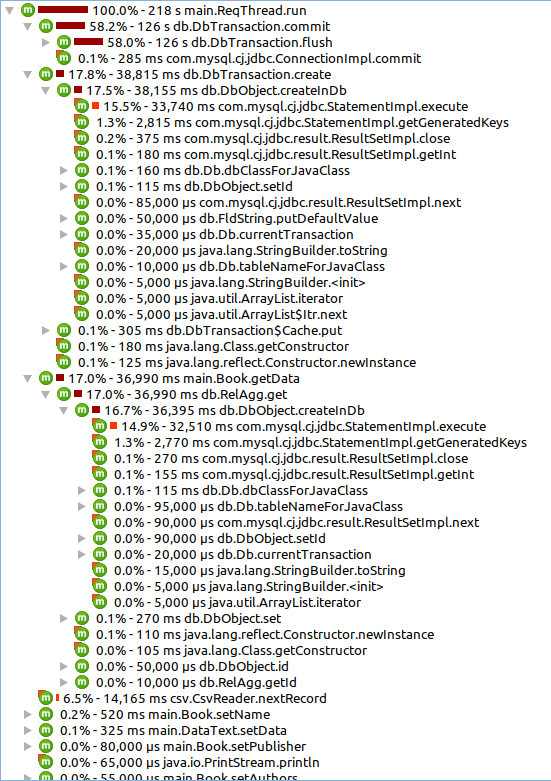 100.0% - 218 s main.ReqThread.run
58.2% - 126 s db.DbTransaction.commit
58.0% - 126 s db.DbTransaction.flush
0.1% - 285 ms com.mysql.cj.jdbc.ConnectionImpl.commit
17.8% - 38,815 ms db.DbTransaction.create
17.5% - 38,155 ms db.DbObject.createInDb
15.5% - 33,740 ms com.mysql.cj.jdbc.StatementImpl.execute
1.3% - 2,815 ms com.mysql.cj.jdbc.StatementImpl.getGeneratedKeys
0.2% - 375 ms com.mysql.cj.jdbc.result.ResultSetImpl.close
0.1% - 180 ms com.mysql.cj.jdbc.result.ResultSetImpl.getInt
0.1% - 160 ms db.Db.dbClassForJavaClass
0.1% - 115 ms db.DbObject.setId
0.0% - 85,000 µs com.mysql.cj.jdbc.result.ResultSetImpl.next
0.0% - 50,000 µs db.FldString.putDefaultValue
0.0% - 35,000 µs db.Db.currentTransaction
0.0% - 20,000 µs java.lang.StringBuilder.toString
0.0% - 10,000 µs db.Db.tableNameForJavaClass
0.0% - 5,000 µs java.lang.StringBuilder.<init>
0.0% - 5,000 µs java.util.ArrayList.iterator
0.0% - 5,000 µs java.util.ArrayList$Itr.next
0.1% - 305 ms db.DbTransaction$Cache.put
0.1% - 180 ms java.lang.Class.getConstructor
0.1% - 125 ms java.lang.reflect.Constructor.newInstance
17.0% - 36,990 ms main.Book.getData
17.0% - 36,990 ms db.RelAgg.get
16.7% - 36,395 ms db.DbObject.createInDb
14.9% - 32,510 ms com.mysql.cj.jdbc.StatementImpl.execute
1.3% - 2,770 ms com.mysql.cj.jdbc.StatementImpl.getGeneratedKeys
0.1% - 270 ms com.mysql.cj.jdbc.result.ResultSetImpl.close
0.1% - 155 ms com.mysql.cj.jdbc.result.ResultSetImpl.getInt
0.1% - 115 ms db.Db.dbClassForJavaClass
0.0% - 95,000 µs db.Db.tableNameForJavaClass
0.0% - 90,000 µs com.mysql.cj.jdbc.result.ResultSetImpl.next
0.0% - 90,000 µs db.DbObject.setId
0.0% - 20,000 µs db.Db.currentTransaction
0.0% - 15,000 µs java.lang.StringBuilder.toString
0.0% - 5,000 µs java.lang.StringBuilder.<init>
0.0% - 5,000 µs java.util.ArrayList.iterator
0.1% - 270 ms db.DbObject.set
0.1% - 110 ms java.lang.reflect.Constructor.newInstance
0.0% - 105 ms java.lang.Class.getConstructor
0.0% - 50,000 µs db.DbObject.id
0.0% - 10,000 µs db.RelAgg.getId
6.5% - 14,165 ms csv.CsvReader.nextRecord
0.2% - 520 ms main.Book.setName
0.1% - 325 ms main.DataText.setData
0.0% - 80,000 µs main.Book.setPublisher
0.0% - 65,000 µs java.io.PrintStream.println
0.0% - 55,000 µs main.Book.setAuthors